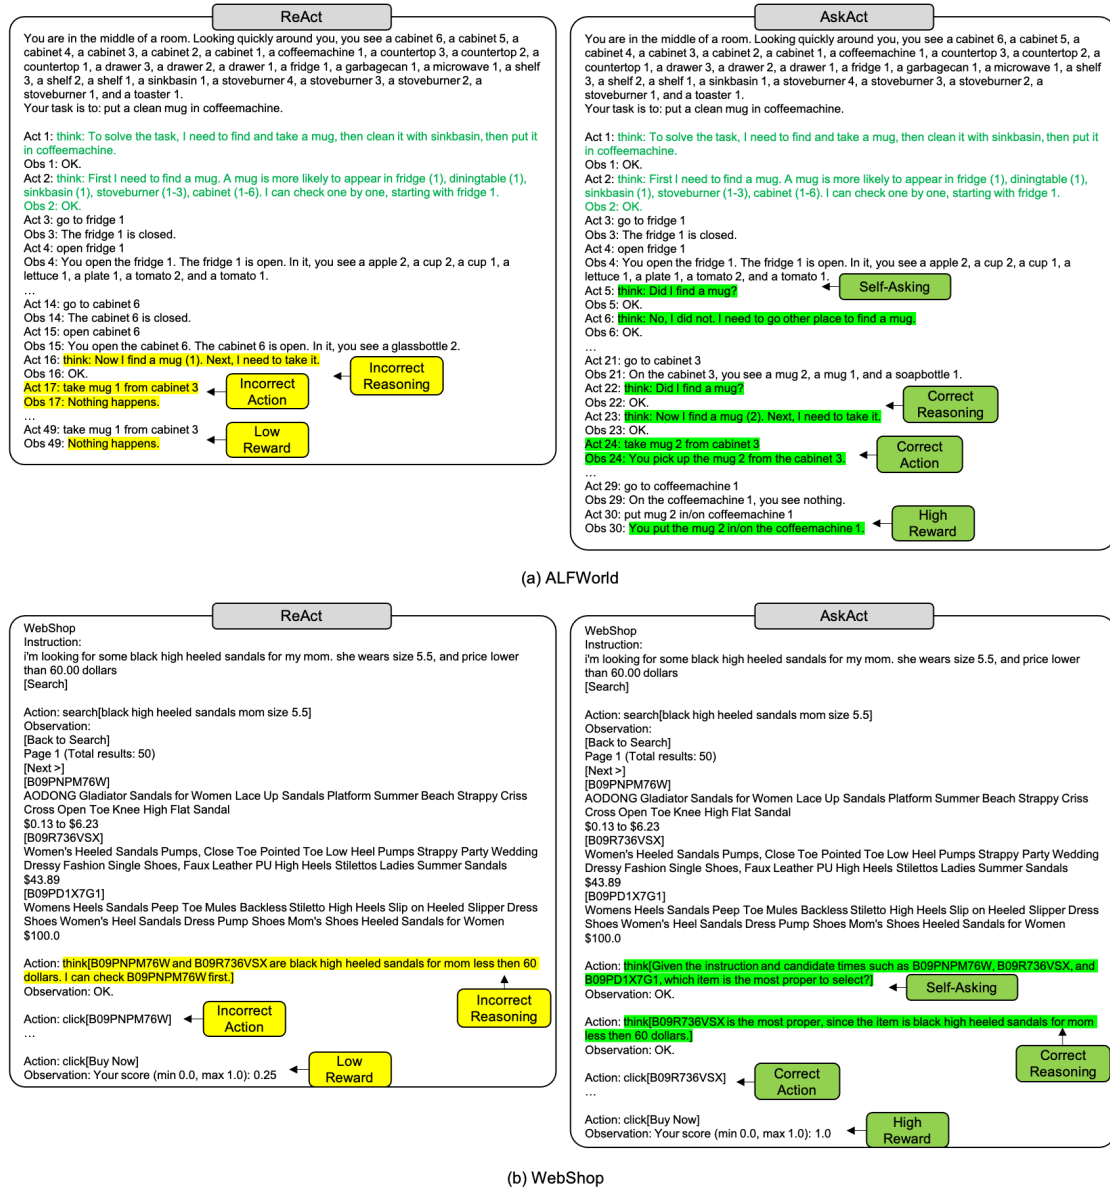 ReAct
You are in the middle of a room. Looking quickly around you, you see a cabinet 6, a cabinet 5, a
cabinet 4, a cabinet 3, a cabinet 2, a cabinet 1, a coffeemachine 1, a countertop 3, a countertop 2, a
countertop 1, a drawer 3, a drawer 2, a drawer 1, a fridge 1, a garbagecan 1, a microwave 1, a shelf
3, a shelf 2, a shelf 1, a sinkbasin 1, a stoveburner 4, a stoveburner 3, a stoveburner 2, a
stoveburner 1, and a toaster 1.
Your task is to: put a clean mug in coffeemachine.
Act 1: think: To solve the task, I need to find and take a mug, then clean it with sinkbasin, then put it
in coffeemachine.
Obs 1: OK.
Act 2: think: First I need to find a mug. A mug is more likely to appear in fridge (1), diningtable (1),
sinkbasin (1), stoveburner (1-3), cabinet (1-6). I can check one by one, starting with fridge 1.
Obs 2: OK.
Act 3: go to fridge 1
Obs 3: The fridge 1 is closed.
Act 4: open fridge 1
Obs 4: You open the fridge 1. The fridge 1 is open. In it, you see a apple 2, a cup 2, a cup 1, a
lettuce 1, a plate 1, a tomato 2, and a tomato 1.
...
Act 14: go to cabinet 6
Obs 14: The cabinet 6 is closed.
Act 15: open cabinet 6
Obs 15: You open the cabinet 6. The cabinet 6 is open. In it, you see a glassbottle 2.
Act 16: think: Now I find a mug (1). Next, I need to take it.
Obs 16: OK.
Incorrect
Reasoning
Act 17: take mug 1 from cabinet 3
Obs 17: Nothing happens.
Incorrect
Action
...
Act 49: take mug 1 from cabinet 3
Obs 49: Nothing happens.
Low
Reward
AskAct
You are in the middle of a room. Looking quickly around you, you see a cabinet 6, a cabinet 5, a
cabinet 4, a cabinet 3, a cabinet 2, a cabinet 1, a coffeemachine 1, a countertop 3, a countertop 2, a
countertop 1, a drawer 3, a drawer 2, a drawer 1, a fridge 1, a garbagecan 1, a microwave 1, a shelf
3, a shelf 2, a shelf 1, a sinkbasin 1, a stoveburner 4, a stoveburner 3, a stoveburner 2, a
stoveburner 1, and a toaster 1.
Your task is to: put a clean mug in coffeemachine.
Act 1: think: To solve the task, I need to find and take a mug, then clean it with sinkbasin, then put it
in coffeemachine.
Obs 1: OK.
Act 2: think: First I need to find a mug. A mug is more likely to appear in fridge (1), diningtable (1),
sinkbasin (1), stoveburner (1-3), cabinet (1-6). I can check one by one, starting with fridge 1.
Obs 2: OK.
Act 3: go to fridge 1
Obs 3: The fridge 1 is closed.
Act 4: open fridge 1
Obs 4: You open the fridge 1. The fridge 1 is open. In it, you see a apple 2, a cup 2, a cup 1, a
lettuce 1, a plate 1, a tomato 2, and a tomato 1.
Act 5: think: Did I find a mug?
Self-Asking
Obs 5: OK.
Act 6: think: No, I did not. I need to go other place to find a mug.
Obs 6: OK.
...
Act 21: go to cabinet 3
Obs 21: On the cabinet 3, you see a mug 2, a mug 1, and a soapbottle 1.
Act 22: think: Did I find a mug?
Obs 22: OK.
Act 23: think: Now I find a mug (2). Next, I need to take it.
Correct
Reasoning
Obs 23: OK.
Act 24: take mug 2 from cabinet 3
Obs 24: You pick up the mug 2 from the cabinet 3.
Correct
Action
...
Act 29: go to coffeemachine 1
Obs 29: On the coffeemachine 1, you see nothing.
Act 30: put mug 2 in/on coffeemachine 1
Obs 30: You put the mug 2 in/on the coffeemachine 1.
High
Reward
(a) ALFWorld
ReAct
WebShop
Instruction:
i'm looking for some black high heeled sandals for my mom. she wears size 5.5, and price lower
than 60.00 dollars
[Search]
Action: search[black high heeled sandals mom size 5.5]
Observation:
[Back to Search]
Page 1 (Total results: 50)
[Next >]
[B09PNPM76W]
AODONG Gladiator Sandals for Women Lace Up Sandals Platform Summer Beach Strappy Criss
Cross Open Toe Knee High Flat Sandal
$0.13 to $6.23
[B09R736VSX]
Women's Heeled Sandals Pumps, Close Toe Pointed Toe Low Heel Pumps Strappy Party Wedding
Dressy Fashion Single Shoes, Faux Leather PU High Heels Stilettos Ladies Summer Sandals
$43.89
[B09PD1X7G1]
Womens Heels Sandals Peep Toe Mules Backless Stiletto High Heels Slip on Heeled Slipper Dress
Shoes Women's Heel Sandals Dress Pump Shoes Mom's Shoes Heeled Sandals for Women
$100.0
Action: think[B09PNPM76W and B09R736VSX are black high heeled sandals for mom less then 60
dollars. I can check B09PNPM76W first.]
Observation: OK.
Incorrect
Reasoning
Action: click[B09PNPM76W]
Incorrect
Action
...
Action: click[Buy Now]
Observation: Your score (min 0.0, max 1.0): 0.25
Low
Reward
AskAct
WebShop
Instruction:
i'm looking for some black high heeled sandals for my mom. she wears size 5.5, and price lower
than 60.00 dollars
[Search]
Action: search[black high heeled sandals mom size 5.5]
Observation:
[Back to Search]
Page 1 (Total results: 50)
[Next >]
[B09PNPM76W]
AODONG Gladiator Sandals for Women Lace Up Sandals Platform Summer Beach Strappy Criss
Cross Open Toe Knee High Flat Sandal
$0.13 to $6.23
[B09R736VSX]
Women's Heeled Sandals Pumps, Close Toe Pointed Toe Low Heel Pumps Strappy Party Wedding
Dressy Fashion Single Shoes, Faux Leather PU High Heels Stilettos Ladies Summer Sandals
$43.89
[B09PD1X7G1]
Womens Heels Sandals Peep Toe Mules Backless Stiletto High Heels Slip on Heeled Slipper Dress
Shoes Women's Heel Sandals Dress Pump Shoes Mom's Shoes Heeled Sandals for Women
$100.0
Action: think[Given the instruction and candidate times such as B09PNPM76W, B09R736VSX, and
B09PD1X7G1, which item is the most proper to select?]
Observation: OK.
Self-Asking
Action: think[B09R736VSX is the most proper, since the item is black high heeled sandals for mom
less then 60 dollars.]
Observation: OK.
Correct
Reasoning
Action: click[B09R736VSX]
Correct
Action
...
Action: click[Buy Now]
Observation: Your score (min 0.0, max 1.0): 1.0
High
Reward
(b) WebShop